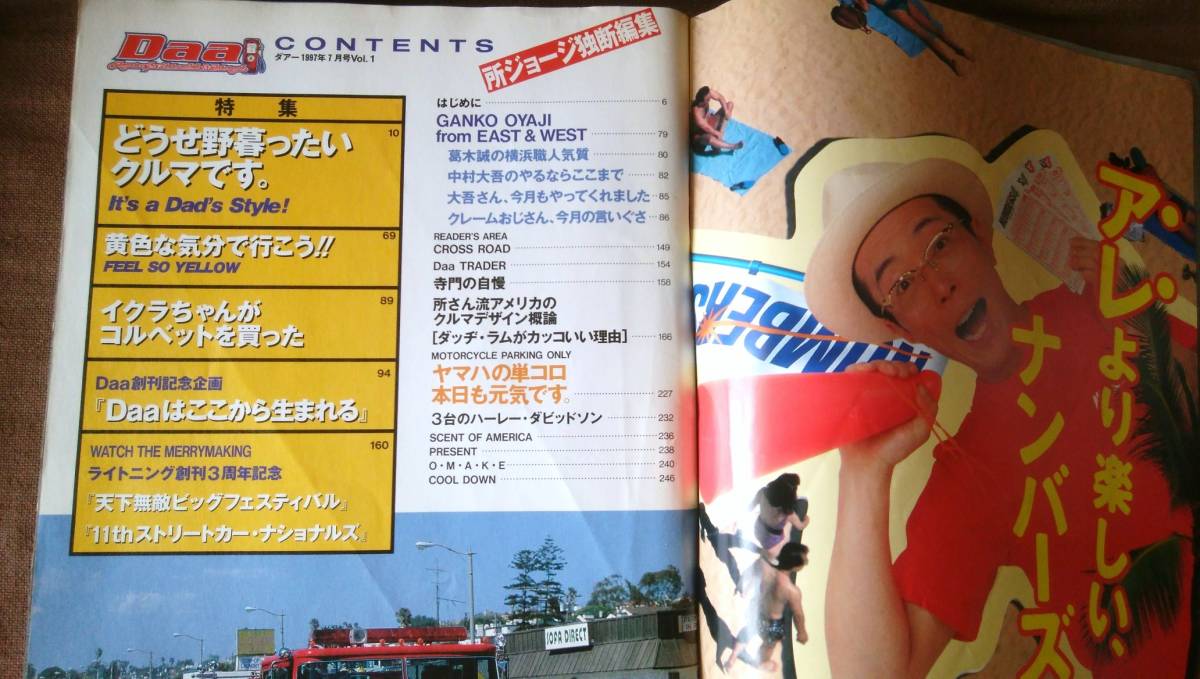 Daa!
CONTENTS
ダアー 1997年7月号Vol. 1
所ジョージ独断編集
特集
どうせ野暮ったい 10
クルマです。
It's a Dad's Style!
黄色な気分で行こう!! 69
FEEL SO YELLOW
イクラちゃんが 89
コルベットを買った
Daa創刊記念企画 94
『Daaはここから生まれる』
WATCH THE MERRYMAKING 160
ライトニング創刊3周年記念
『天下無敵ビッグフェスティバル』
『11thストリートカー・ナショナルズ』
はじめに 6
GANKO OYAJI
from EAST & WEST 79
葛木誠の横浜職人気質 80
中村大吾のやるならここまで 82
大吾さん、今月もやってくれました 85
クレームおじさん、今月の言いぐさ 86
READER'S AREA
CROSS ROAD 149
Daa TRADER 154
寺門の自慢 158
所さん流アメリカの
クルマデザイン概論
[ダッヂ・ラムがカッコいい理由] 166
MOTORCYCLE PARKING ONLY
ヤマハの単コロ
本日も元気です。 227
3台のハーレー・ダビッドソン 232
SCENT OF AMERICA 236
PRESENT 238
O・M・A・K・E 240
COOL DOWN 246
SOFA DIRECT
ア・レ・より楽しい、
ナンバーズ